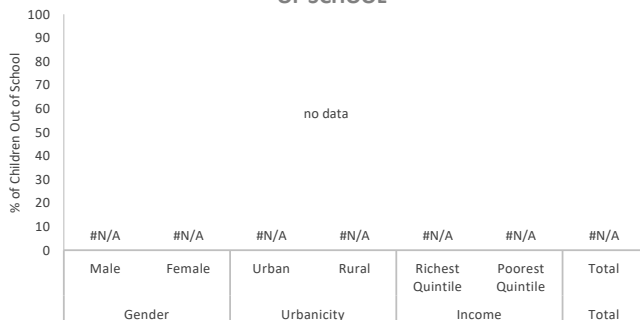 OF SCHOOL
100
90
80
70
60
50
40
30
20
10
0
% of Children Out of School
no data
#N/A #N/A #N/A #N/A #N/A #N/A #N/A
Male Female Urban Rural Richest Quintile Poorest Quintile Total
Gender Urbanicity Income Total